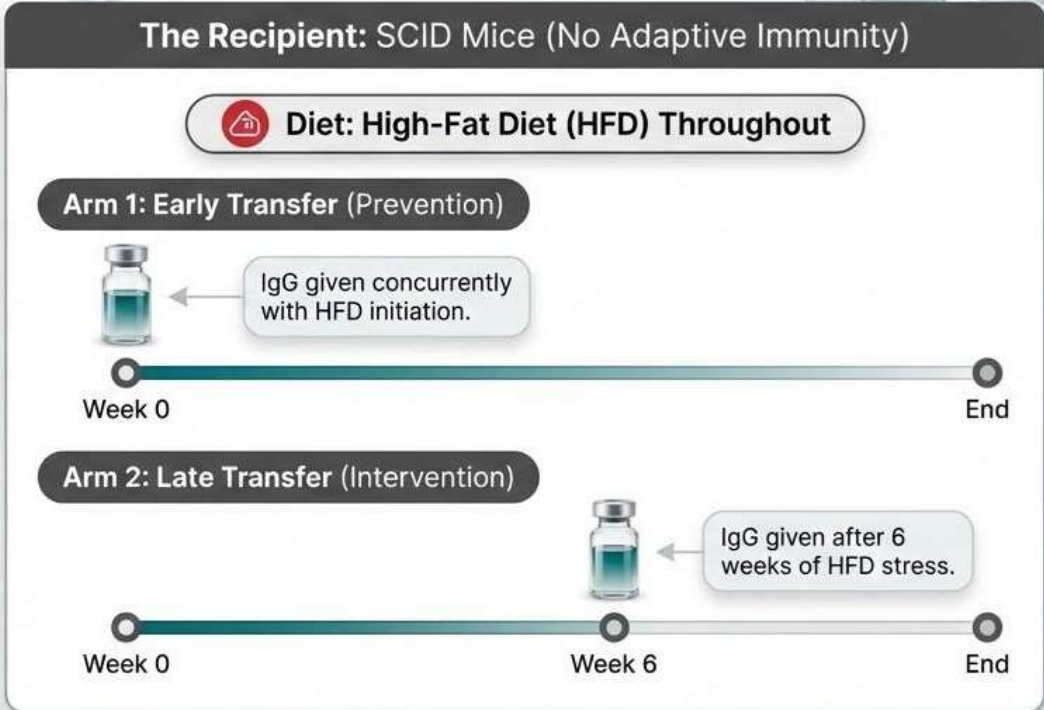 The Recipient: SCID Mice (No Adaptive Immunity)
Diet: High-Fat Diet (HFD) Throughout
Arm 1: Early Transfer (Prevention)
IgG given concurrently
with HFD initiation.
Week 0
End
Arm 2: Late Transfer (Intervention)
IgG given after 6
weeks of HFD stress.
Week 0
Week 6
End